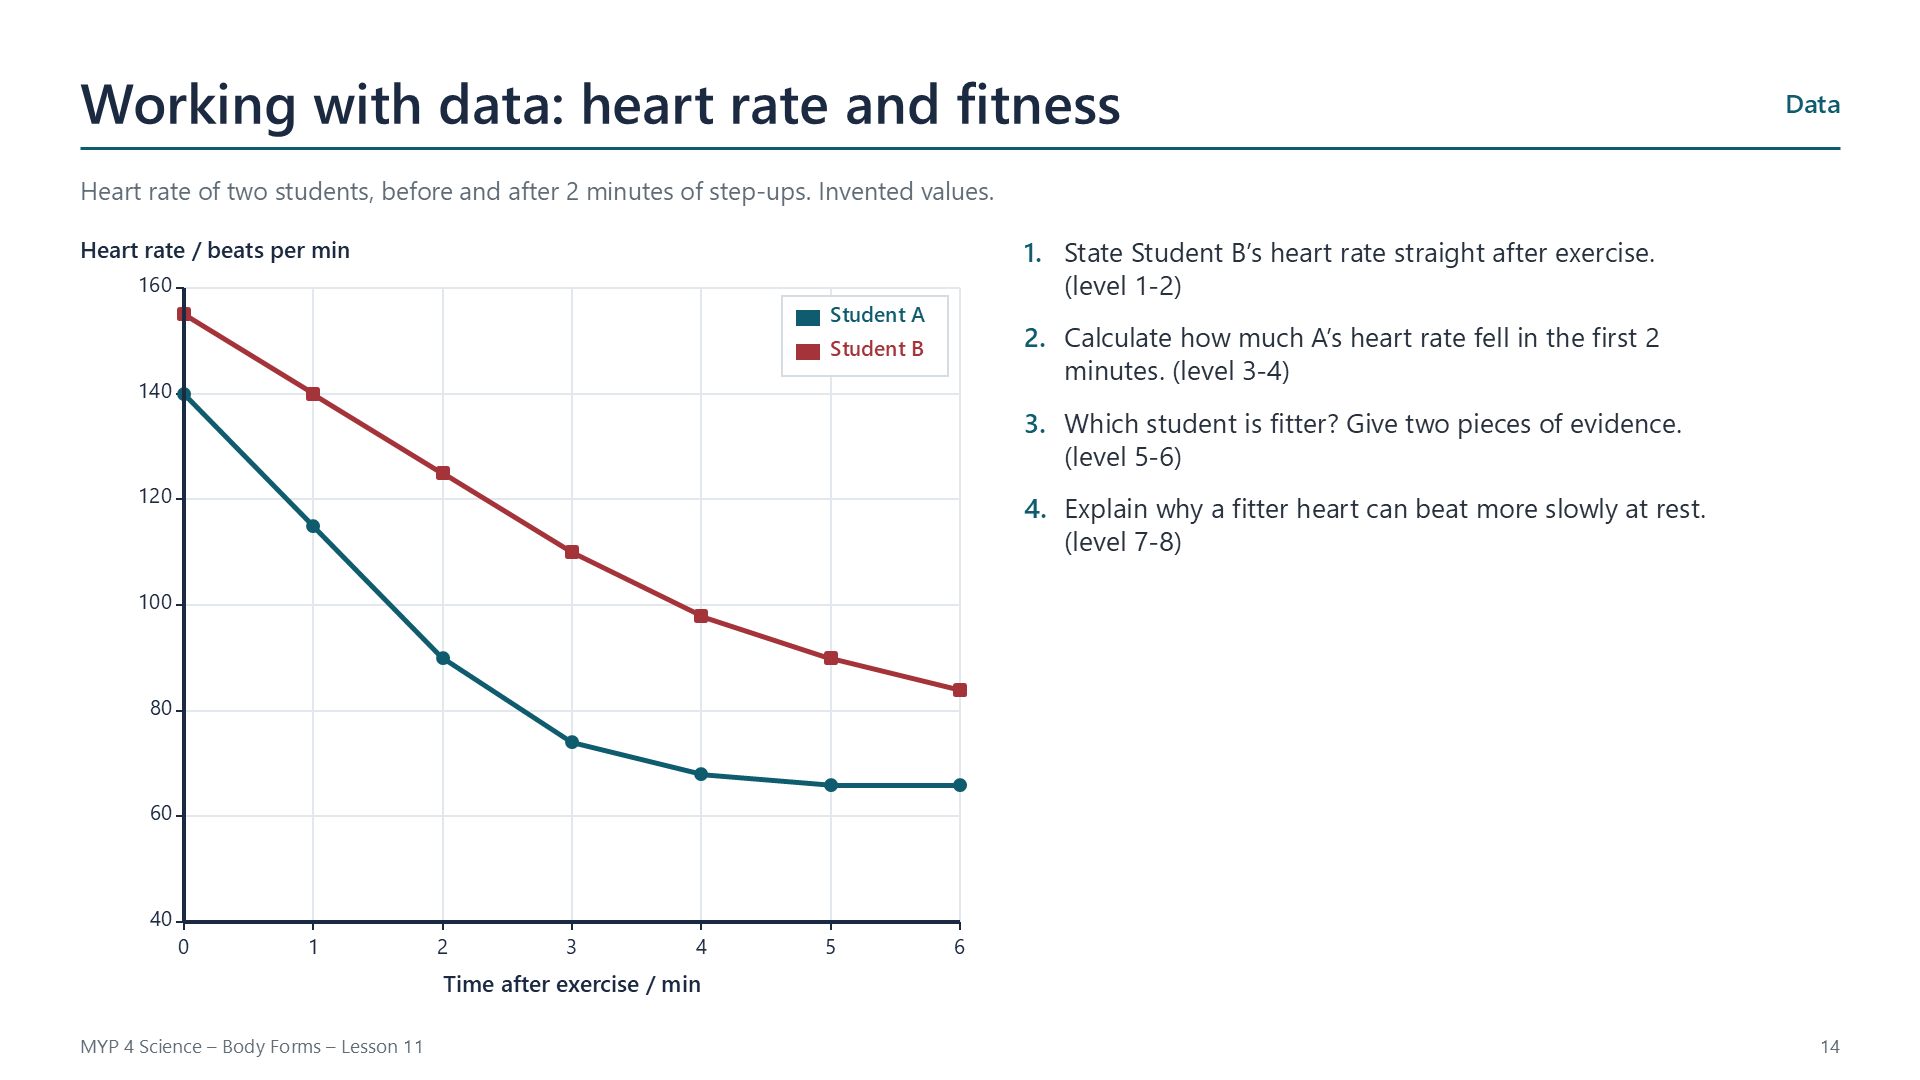 Working with data: heart rate and fitness
Data
Heart rate of two students, before and after 2 minutes of step-ups. Invented values.
Heart rate / beats per min
160
140
120
100
80
60
40
0 1 2 3 4 5 6
Time after exercise / min
Student A
Student B
1. State Student B’s heart rate straight after exercise.
(level 1-2)
2. Calculate how much A’s heart rate fell in the first 2
minutes. (level 3-4)
3. Which student is fitter? Give two pieces of evidence.
(level 5-6)
4. Explain why a fitter heart can beat more slowly at rest.
(level 7-8)
MYP 4 Science – Body Forms – Lesson 11
14